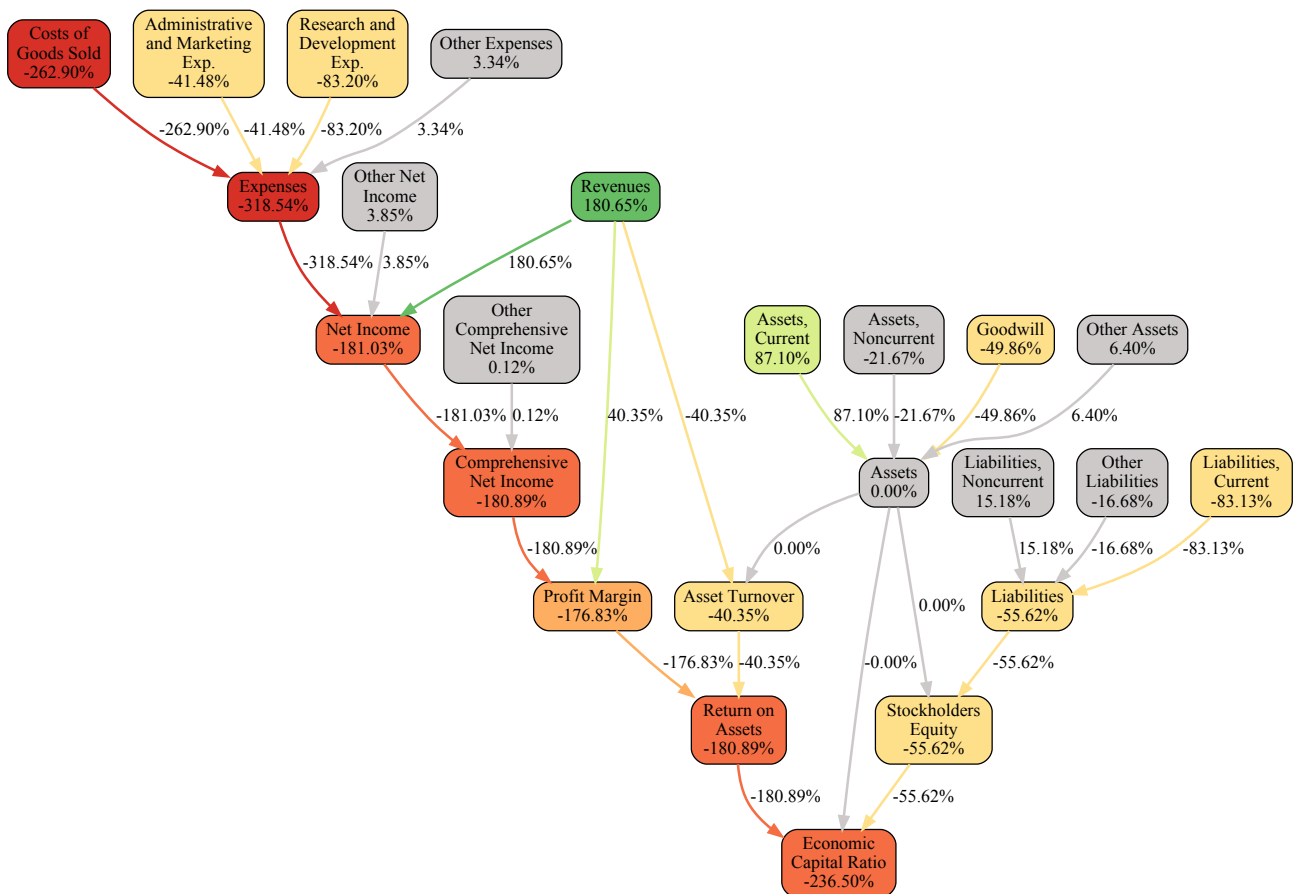 Costs of
Goods Sold
-262.90%
Administrative
and Marketing
Exp.
-41.48%
Research and
Development
Exp.
-83.20%
Other Expenses
3.34%
-262.90%
-41.48%
-83.20%
3.34%
Expenses
-318.54%
Other Net
Income
3.85%
Revenues
180.65%
-318.54%
3.85%
180.65%
Net Income
-181.03%
Other
Comprehensive
Net Income
0.12%
Assets,
Current
87.10%
Assets,
Noncurrent
-21.67%
Goodwill
-49.86%
Other Assets
6.40%
-181.03%
0.12%
40.35%
-40.35%
87.10%
-21.67%
-49.86%
6.40%
Comprehensive
Net Income
-180.89%
Assets
0.00%
Liabilities,
Noncurrent
15.18%
Other
Liabilities
-16.68%
Liabilities,
Current
-83.13%
-180.89%
0.00%
15.18%
-16.68%
-83.13%
Profit Margin
-176.83%
Asset Turnover
-40.35%
0.00%
Liabilities
-55.62%
-176.83%
-40.35%
-0.00%
-55.62%
Return on
Assets
-180.89%
Stockholders
Equity
-55.62%
-180.89%
-55.62%
Economic
Capital Ratio
-236.50%